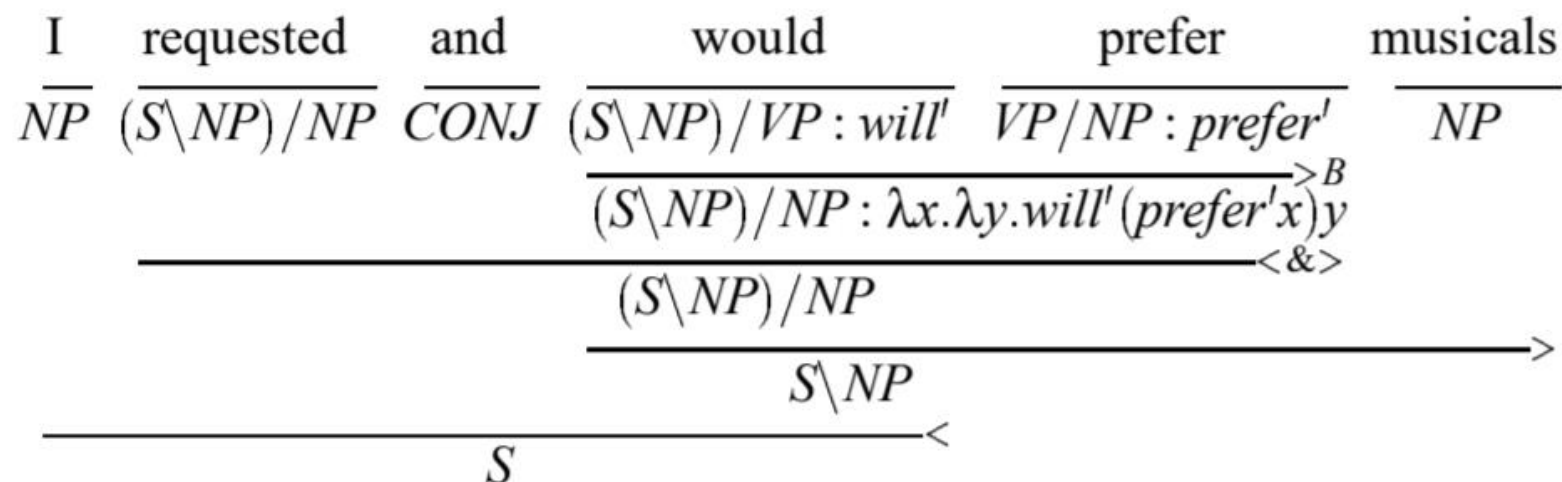 I requested and would prefer musicals
NP (S\NP)/NP CONJ (S\NP)/VP : will' VP/NP : prefer' NP
>B
(S\NP)/NP : λx.λy.will'(prefer'x)y
<&>
(S\NP)/NP
>
S\NP
<
S